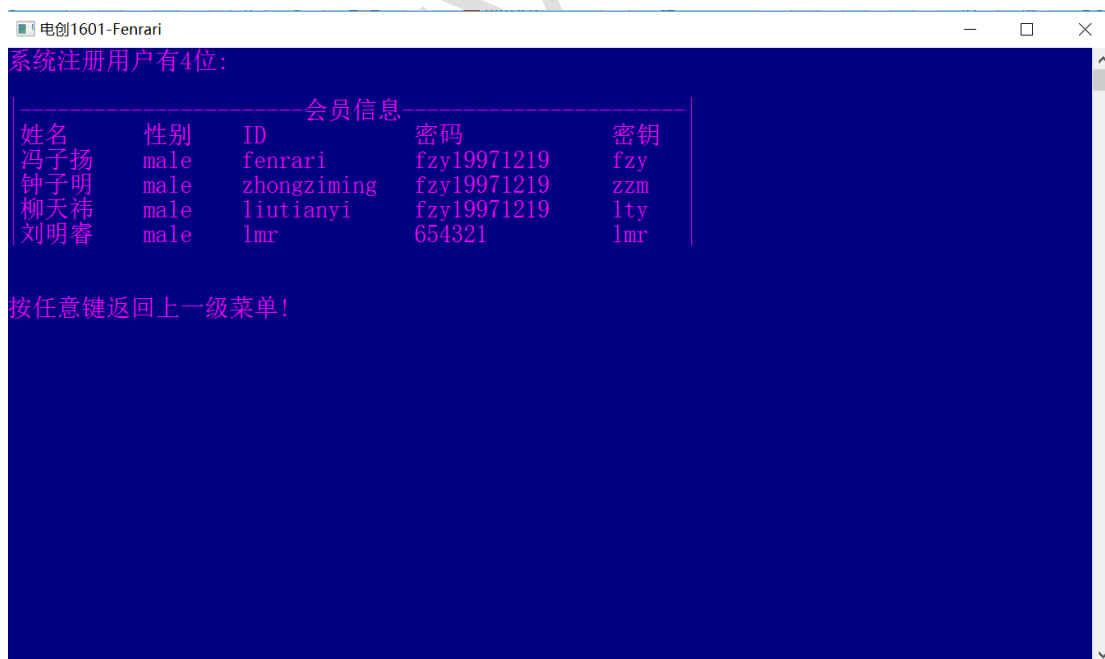 电创1601-Fenrari
系统注册用户有4位:
|-----------------------会员信息-----------------------|
姓名 性别 ID 密码 密钥
冯子扬 male fenrari fzy19971219 fzy
钟子明 male zhongziming fzy19971219 zzm
柳天祎 male liutianyi fzy19971219 lty
刘明睿 male lmr 654321 lmr
按任意键返回上一级菜单!